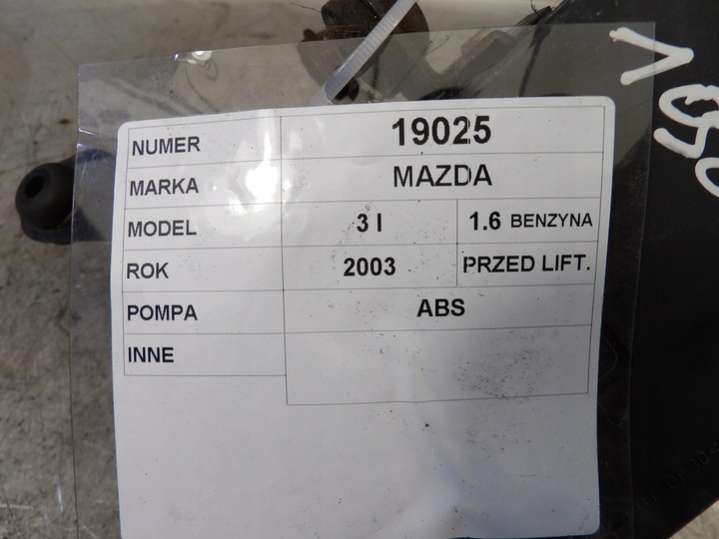 NUMER 19025
MARKA MAZDA
MODEL 3 I 1.6 BENZYNA
ROK 2003 PRZED LIFT.
POMPA ABS
INNE